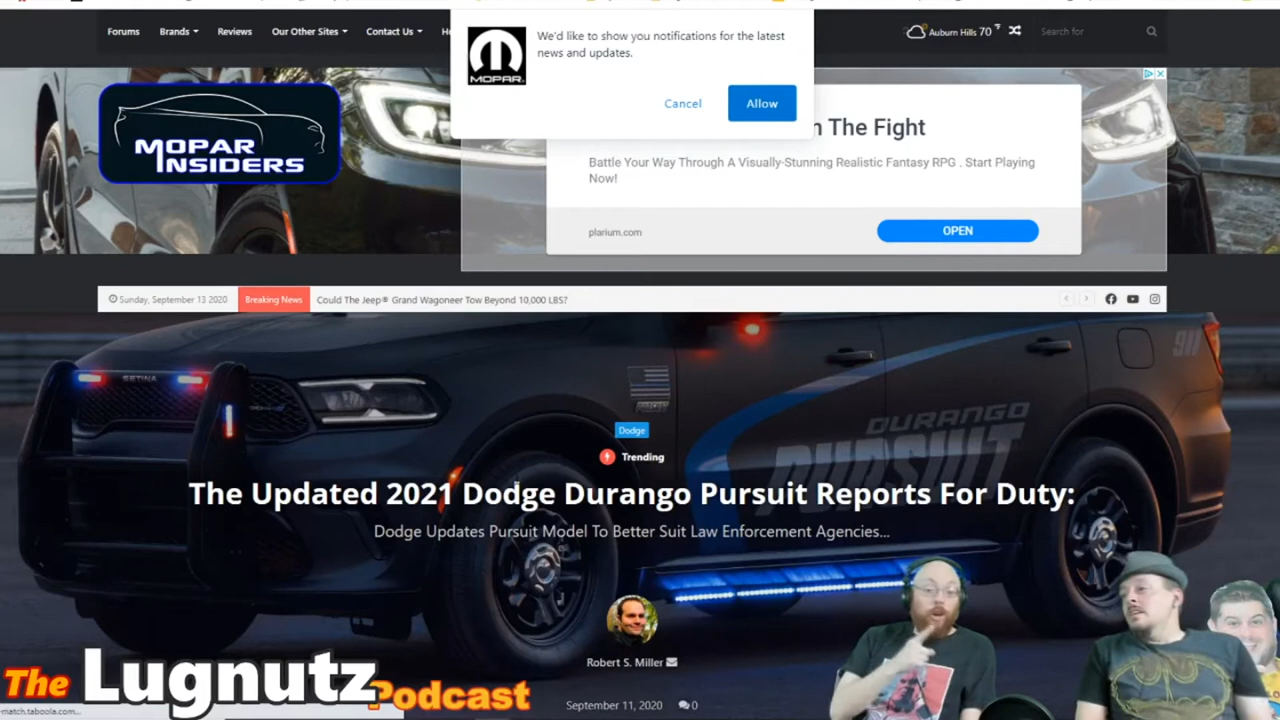 Forums
Brands
Reviews
Our Other Sites
Contact Us
We'd like to show you notifications for the latest
news and updates.
MOPAR
Cancel
Allow
Auburn Hills 70 °F
Search for
MOPAR
INSIDERS
The Fight
Battle Your Way Through A Visually-Stunning Realistic Fantasy RPG . Start Playing
Now!
plarium.com
OPEN
Sunday, September 13 2020
Breaking News
Could The Jeep® Grand Wagoneer Tow Beyond 10,000 LBS?
SETINA
911
DURANGO
PURSUIT
Dodge
Trending
The Updated 2021 Dodge Durango Pursuit Reports For Duty:
Dodge Updates Pursuit Model To Better Suit Law Enforcement Agencies...
Robert S. Miller
September 11, 2020
0
The Lugnutz Podcast
-match.taboola.com...